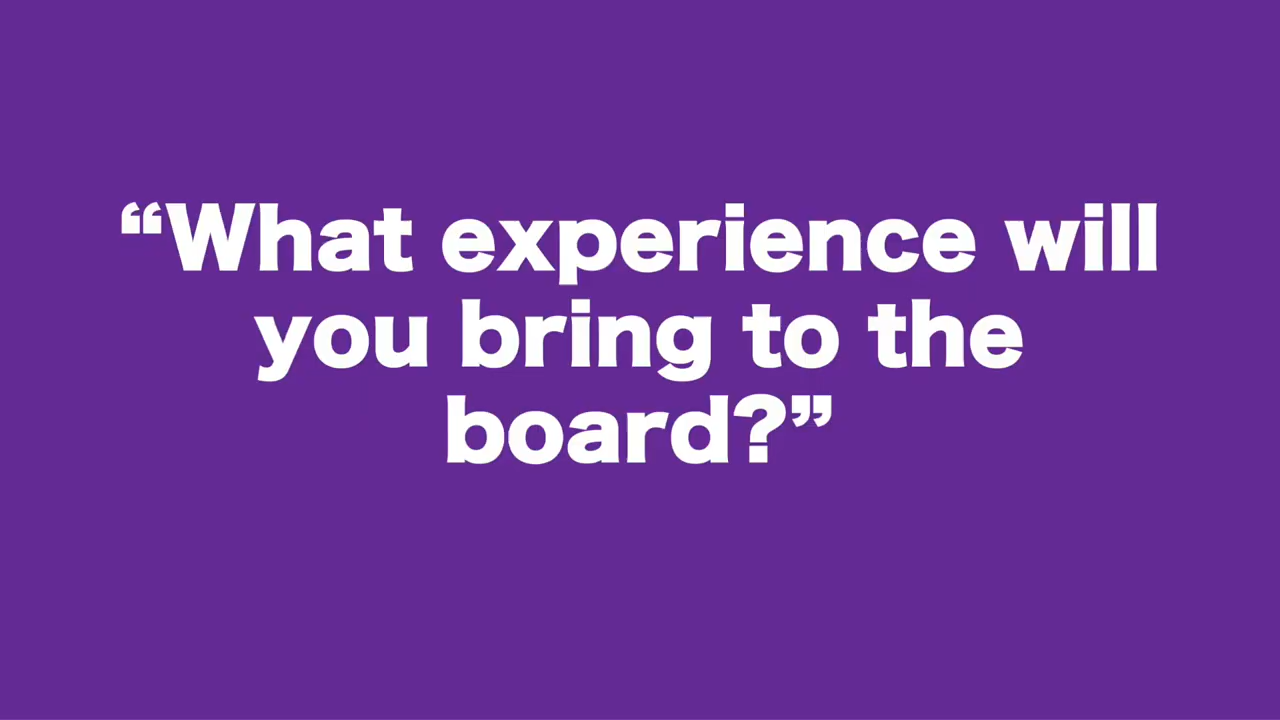 “What experience will
you bring to the
board?”